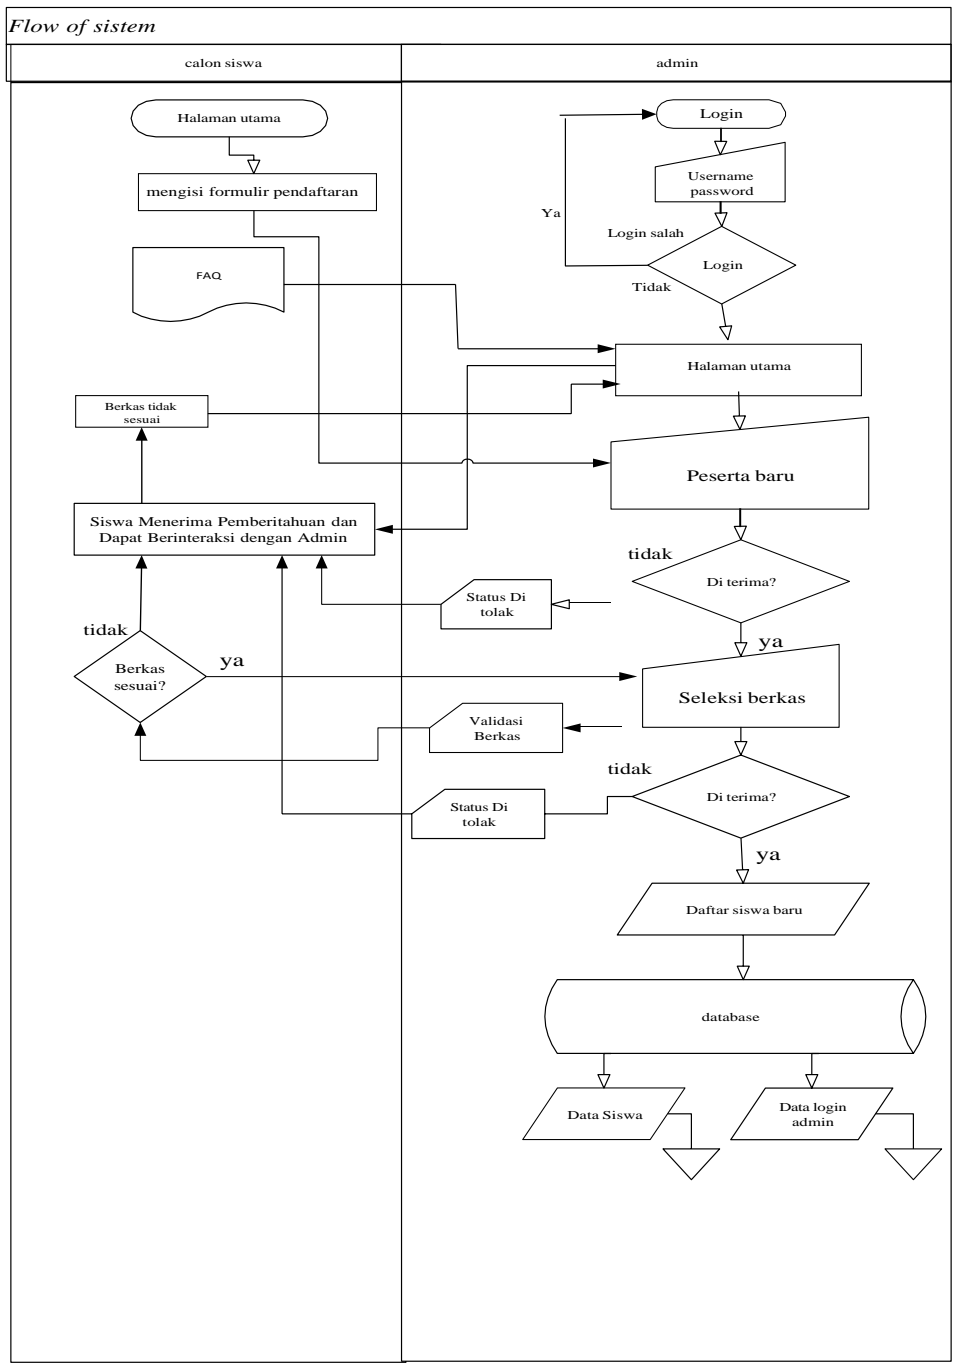 Flow of sistem
calon siswa
admin
Halaman utama
mengisi formulir pendaftaran
FAQ
Berkas tidak
sesuai
Siswa Menerima Pemberitahuan dan
Dapat Berinteraksi dengan Admin
tidak
Berkas
sesuai?
ya
Login
Username
password
Ya
Login salah
Login
Tidak
Halaman utama
Peserta baru
tidak
Di terima?
Status Di
tolak
ya
Seleksi berkas
Validasi
Berkas
tidak
Di terima?
Status Di
tolak
ya
Daftar siswa baru
database
Data Siswa
Data login
admin